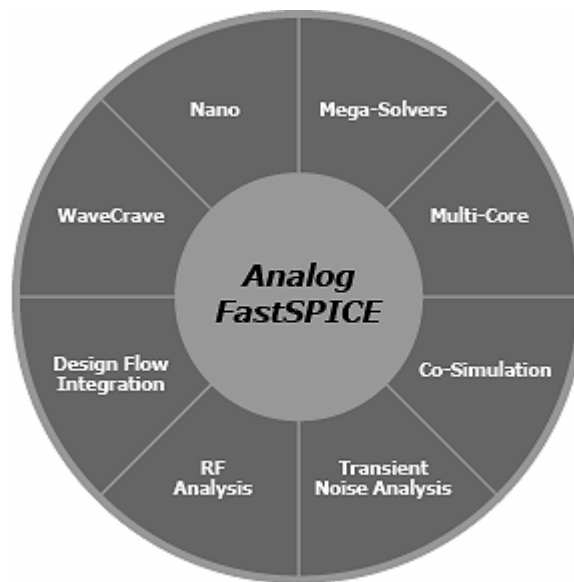 Nano
Mega-Solvers
WaveCrave
Multi-Core
Analog
FastSPICE
Design Flow
Integration
Co-Simulation
RF
Analysis
Transient
Noise Analysis